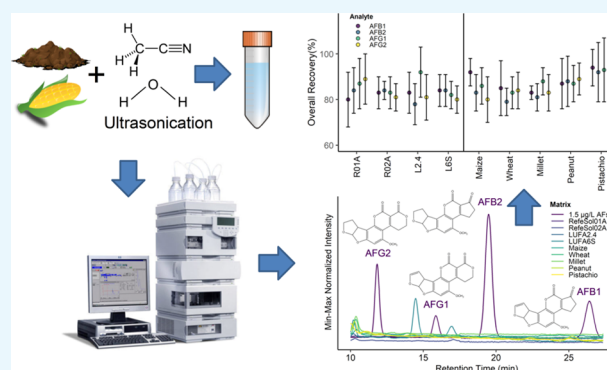 H
C
H
H
C≡N
+
O
H
H
Ultrasonication
Analyte
AFB1
AFB2
AFG1
AFG2
Overall Recovery(%)
100
80
60
R01A
R02A
L2.4
L6S
Maize
Wheat
Millet
Peanut
Pistachio
Min-Max Normalized Intensity
AFG2
AFG1
AFB2
AFB1
Matrix
1.5 µg/L AFs
RefeSol01A
RefeSol02A
LUFA2.4
LUFA6S
Maize
Wheat
Millet
Peanut
Pistachio
10
15
20
25
Retention Time (min)